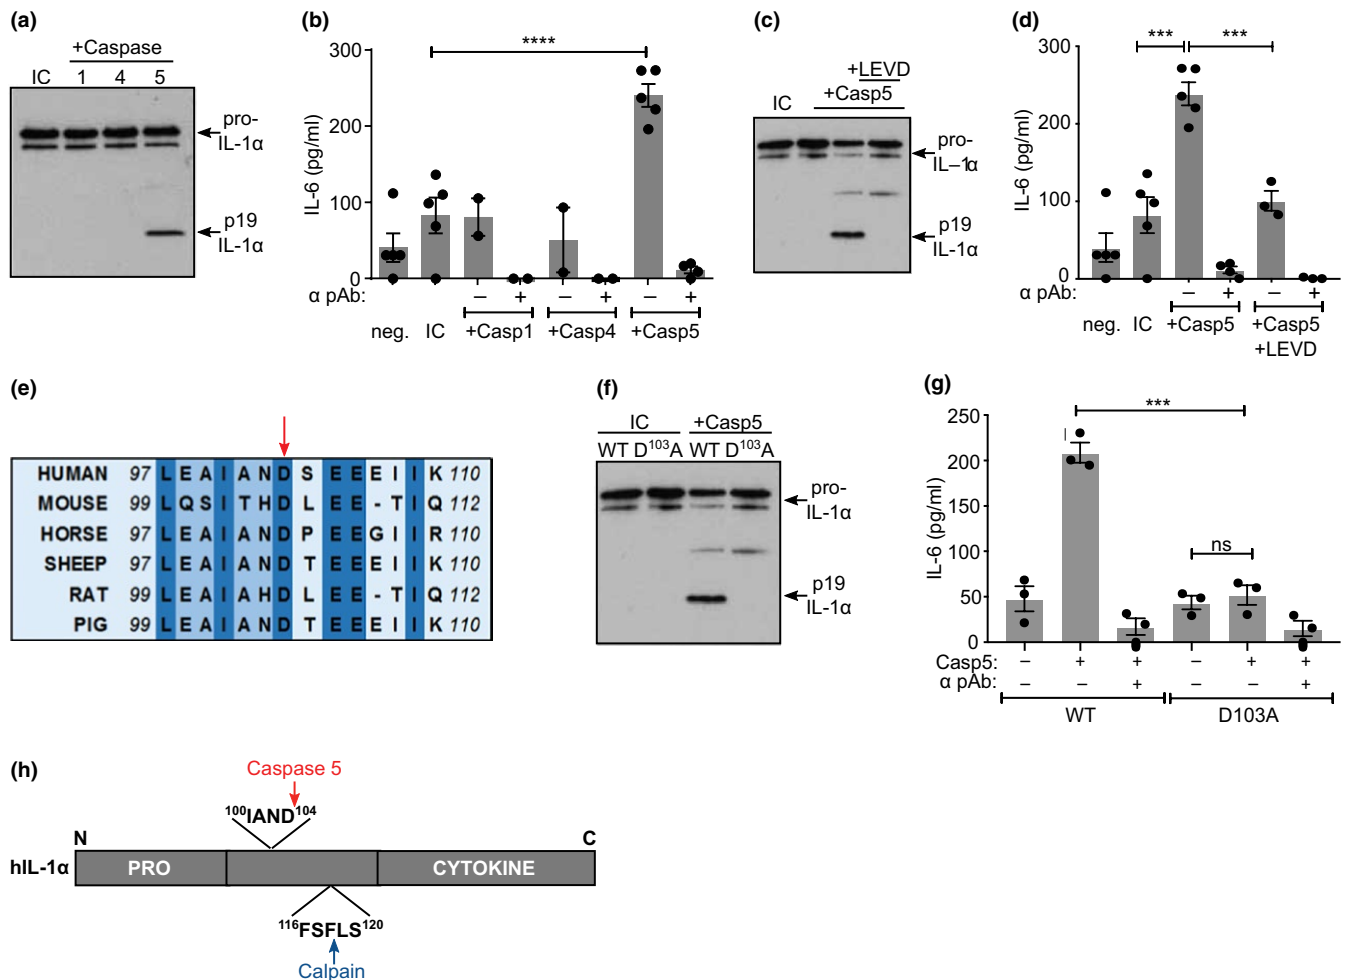 (a)
+Caspase
IC 1 4 5
pro-
IL-1α
p19
IL-1α
(b)
****
300
200
100
0
IL-6 (pg/ml)
α pAb: – + – + – +
neg. IC +Casp1 +Casp4 +Casp5
(c)
+LEVD
IC +Casp5
pro-
IL–1α
p19
IL-1α
(d)
*** ***
300
200
100
0
IL-6 (pg/ml)
α pAb: – + – +
neg. IC +Casp5 +Casp5
+LEVD
(e)
HUMAN 97 L E A I A N D S E E E I I K 110
MOUSE 99 L Q S I T H D L E E - T I Q 112
HORSE 97 L E A I A N D P E E G I I R 110
SHEEP 97 L E A I A N D T E E E I I K 110
RAT 99 L E A I A H D L E E - T I Q 112
PIG 99 L E A I A N D T E E E I I K 110
(f)
IC +Casp5
WT D¹⁰³A WT D¹⁰³A
pro-
IL-1α
p19
IL-1α
(g)
***
ns
250
200
150
100
50
0
IL-6 (pg/ml)
Casp5: – + + – + +
α pAb: – – + – – +
WT D103A
(h)
Caspase 5
¹⁰⁰IAND¹⁰⁴
N C
hIL-1α PRO CYTOKINE
¹¹⁶FSFLS¹²⁰
Calpain